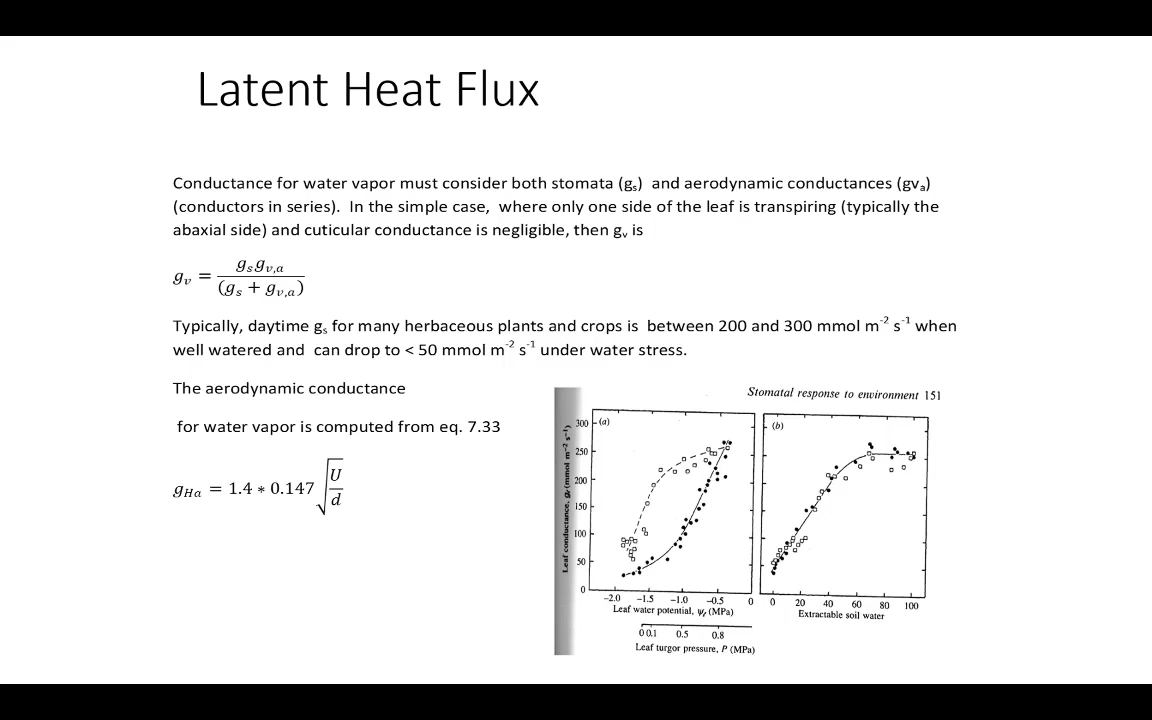 Latent Heat Flux
Conductance for water vapor must consider both stomata (gₛ) and aerodynamic conductances (gvₐ)
(conductors in series). In the simple case, where only one side of the leaf is transpiring (typically the
abaxial side) and cuticular conductance is negligible, then gᵥ is
g_v = g_s g_{v,a} / (g_s + g_{v,a})
Typically, daytime gₛ for many herbaceous plants and crops is between 200 and 300 mmol m⁻² s⁻¹ when
well watered and can drop to < 50 mmol m⁻² s⁻¹ under water stress.
The aerodynamic conductance
for water vapor is computed from eq. 7.33
g_{Ha} = 1.4 ∗ 0.147 √(U/d)
Stomatal response to environment 151
(a)
(b)
Leaf conductance, gₗ (mmol m⁻² s⁻¹)
300
250
200
150
100
50
0
-2.0 -1.5 -1.0 -0.5 0
Leaf water potential, ψₗ (MPa)
0 0.1 0.5 0.8
Leaf turgor pressure, P (MPa)
0 20 40 60 80 100
Extractable soil water